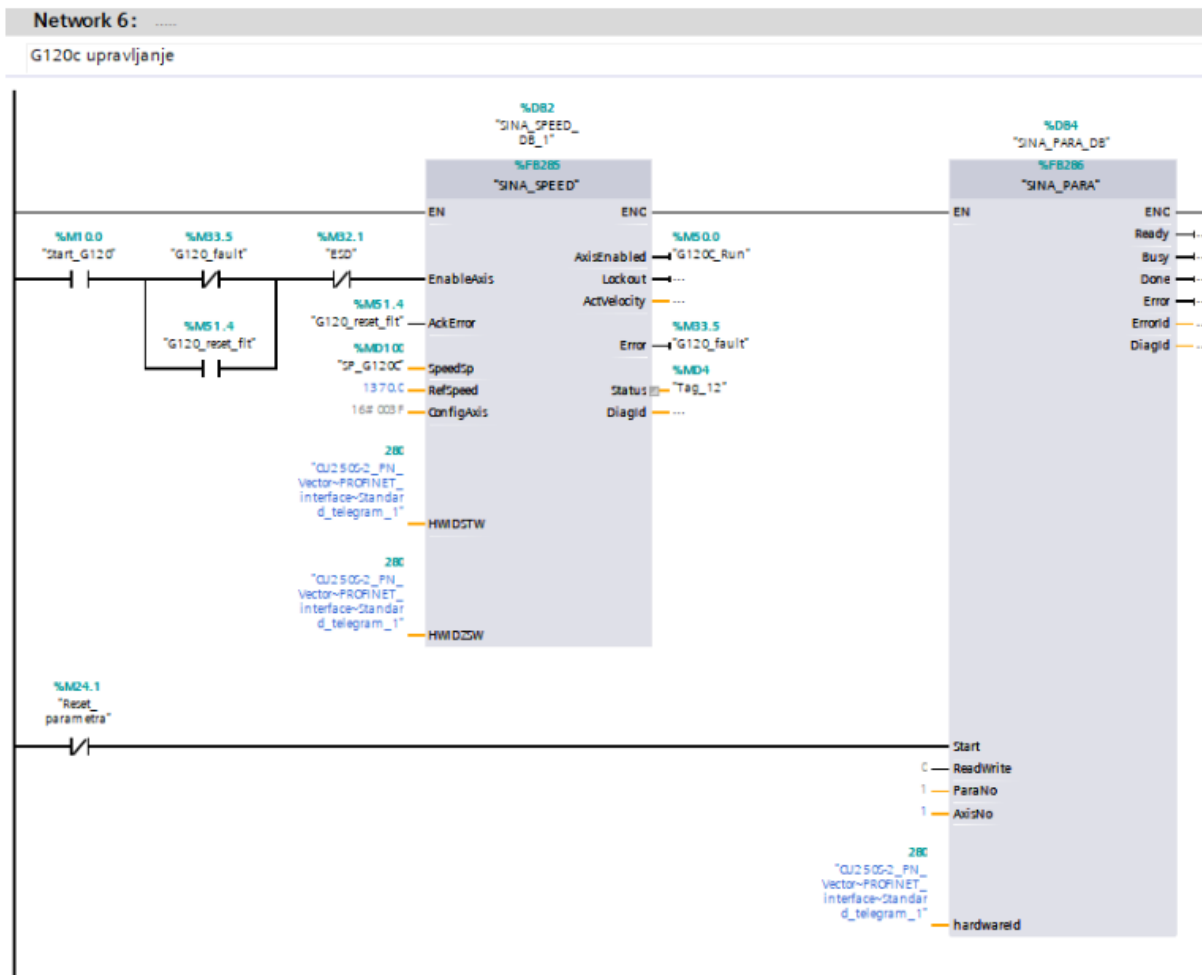 Network 6: .....
G120c upravljanje
%DB2
"SINA_SPEED_
DB_1"
%FB285
"SINA_SPEED"
EN
ENO
%M10.0
"Start_G120"
%M33.5
"G120_fault"
%M32.1
"ESD"
EnableAxis
%M51.4
"G120_reset_flt"
%M51.4
"G120_reset_flt"
AckError
%MD100
"SP_G120C"
SpeedSp
1370.0
RefSpeed
16#003F
ConfigAxis
280
"CU250S-2_PN_
Vector~PROFINET_
interface~Standar
d_telegram_1"
HWIDSTW
280
"CU250S-2_PN_
Vector~PROFINET_
interface~Standar
d_telegram_1"
HWIDZSW
AxisEnabled
%M50.0
"G120C_Run"
Lockout
...
ActVelocity
...
Error
%M33.5
"G120_fault"
Status
%MD4
"Tag_12"
DiagId
...
%DB4
"SINA_PARA_DB"
%FB286
"SINA_PARA"
EN
ENO
Ready
Busy
Done
Error
ErrorId
DiagId
%M24.1
"Reset_
parametra"
Start
0
ReadWrite
1
ParaNo
1
AxisNo
280
"CU250S-2_PN_
Vector~PROFINET_
interface~Standar
d_telegram_1"
hardwareId